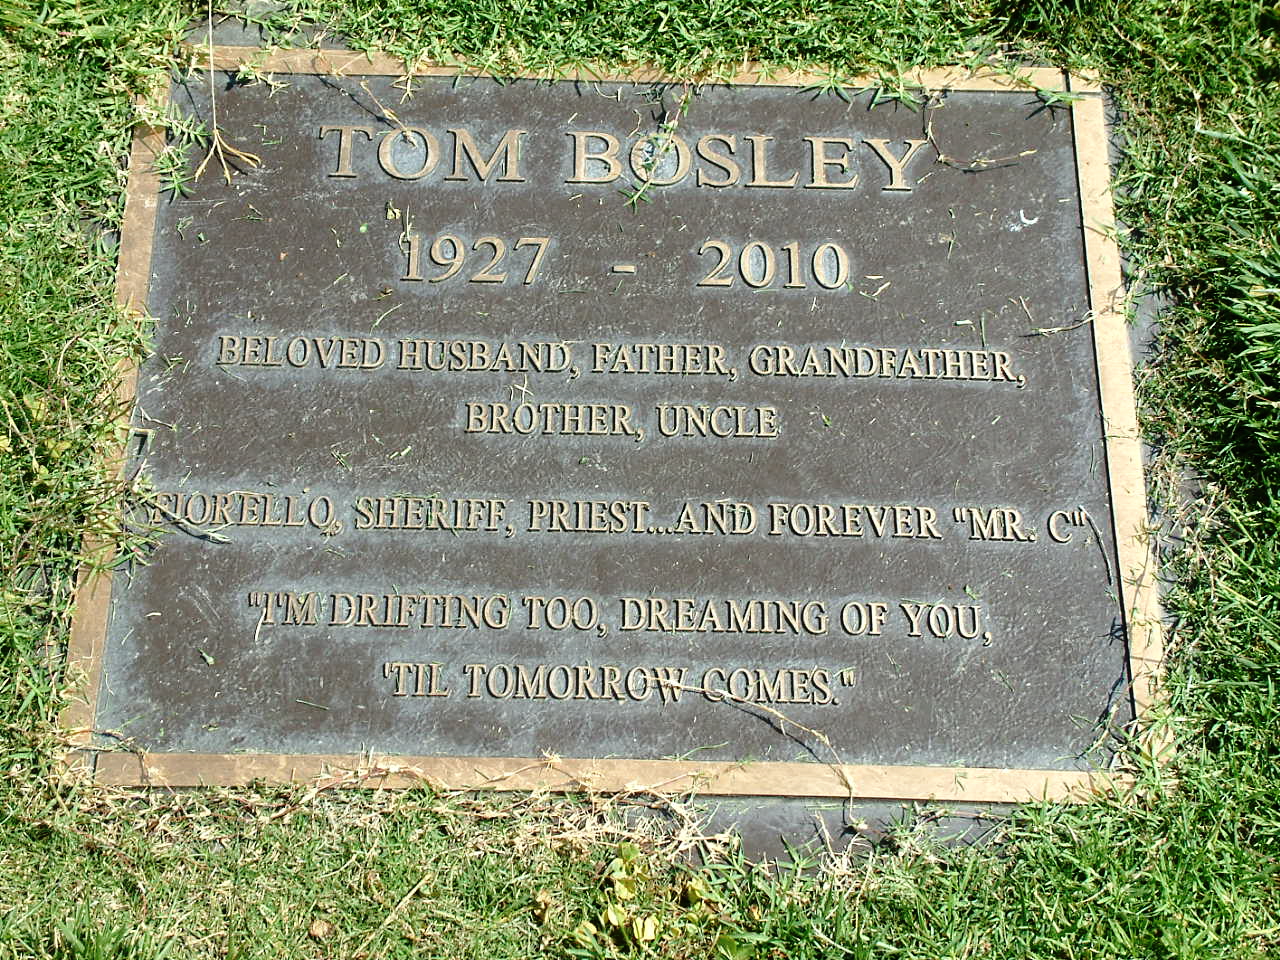 TOM BOSLEY
1927 - 2010
BELOVED HUSBAND, FATHER, GRANDFATHER,
BROTHER, UNCLE
FIORELLO, SHERIFF, PRIEST....AND FOREVER "MR. C".
"I'M DRIFTING TOO, DREAMING OF YOU,
'TIL TOMORROW COMES."